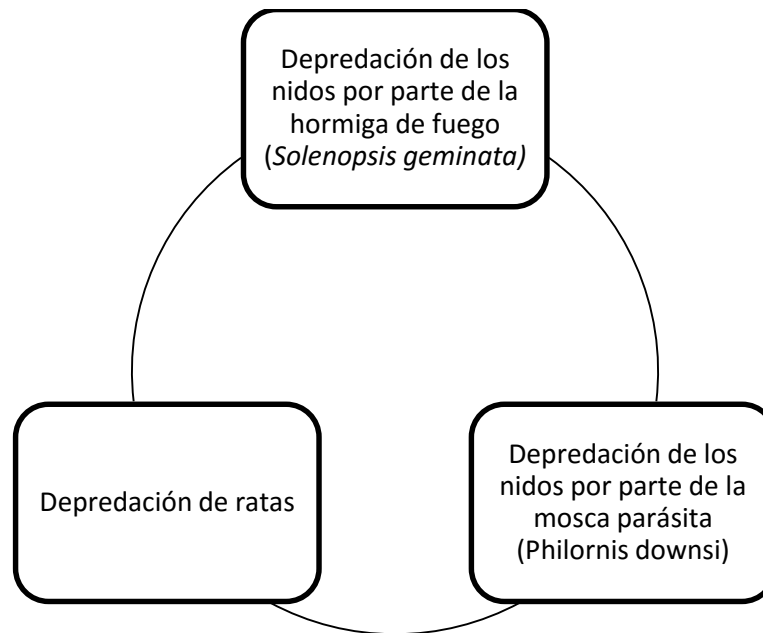 Depredación de los
nidos por parte de la
hormiga de fuego
(Solenopsis geminata)
Depredación de ratas
Depredación de los
nidos por parte de la
mosca parásita
(Philornis downsi)